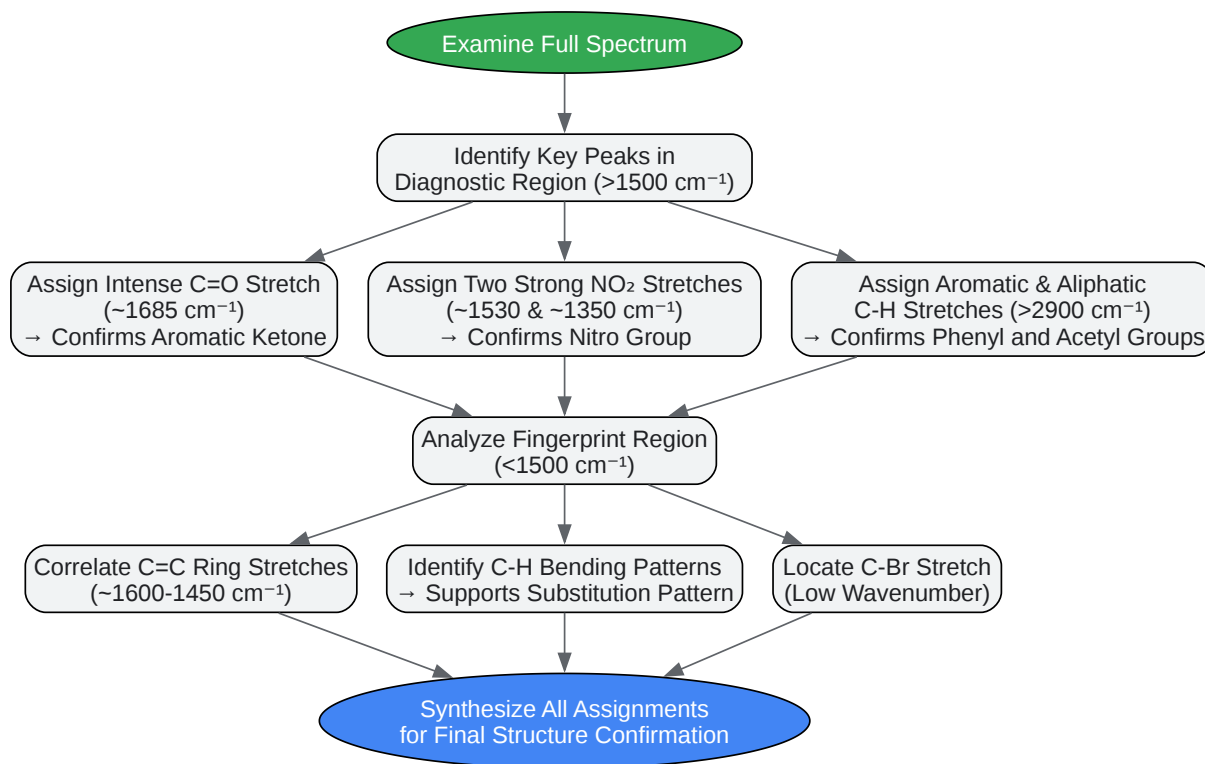 Examine Full Spectrum
Identify Key Peaks in
Diagnostic Region (>1500 cm⁻¹)
Assign Intense C=O Stretch
(~1685 cm⁻¹)
→ Confirms Aromatic Ketone
Assign Two Strong NO₂ Stretches
(~1530 & ~1350 cm⁻¹)
→ Confirms Nitro Group
Assign Aromatic & Aliphatic
C-H Stretches (>2900 cm⁻¹)
→ Confirms Phenyl and Acetyl Groups
Analyze Fingerprint Region
(<1500 cm⁻¹)
Correlate C=C Ring Stretches
(~1600-1450 cm⁻¹)
Identify C-H Bending Patterns
→ Supports Substitution Pattern
Locate C-Br Stretch
(Low Wavenumber)
Synthesize All Assignments
for Final Structure Confirmation